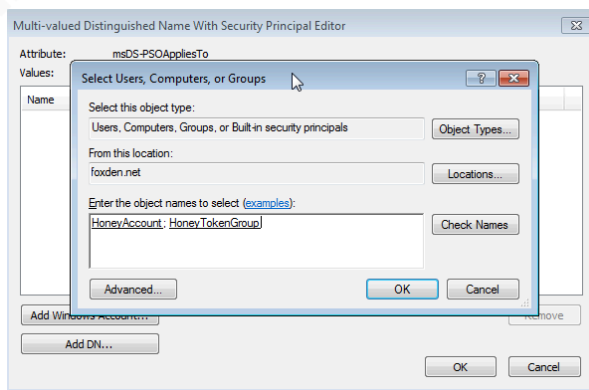 Multi-valued Distinguished Name With Security Principal Editor
Attribute: msDS-PSOAppliesTo
Values:
Name
Select Users, Computers, or Groups
Select this object type:
Users, Computers, Groups, or Built-in security principals
Object Types...
From this location:
foxden.net
Locations...
Enter the object names to select (examples):
HoneyAccount; HoneyTokenGroup
Check Names
Advanced...
OK
Cancel
Add Windows Account...
Remove
Add DN...
OK
Cancel